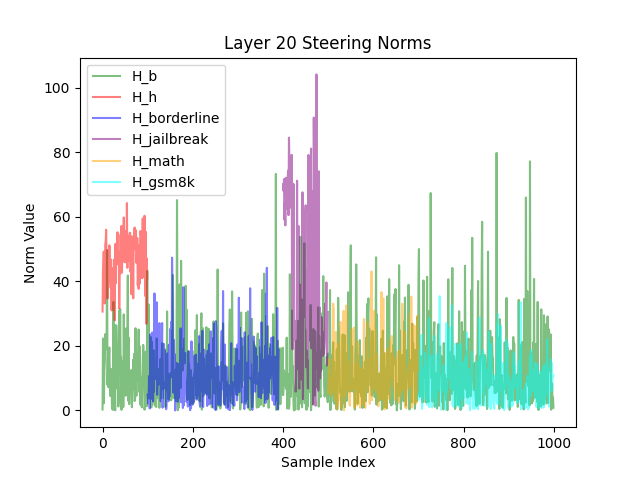 Layer 20 Steering Norms
H_b
H_h
H_borderline
H_jailbreak
H_math
H_gsm8k
Norm Value
100
80
60
40
20
0
0 200 400 600 800 1000
Sample Index